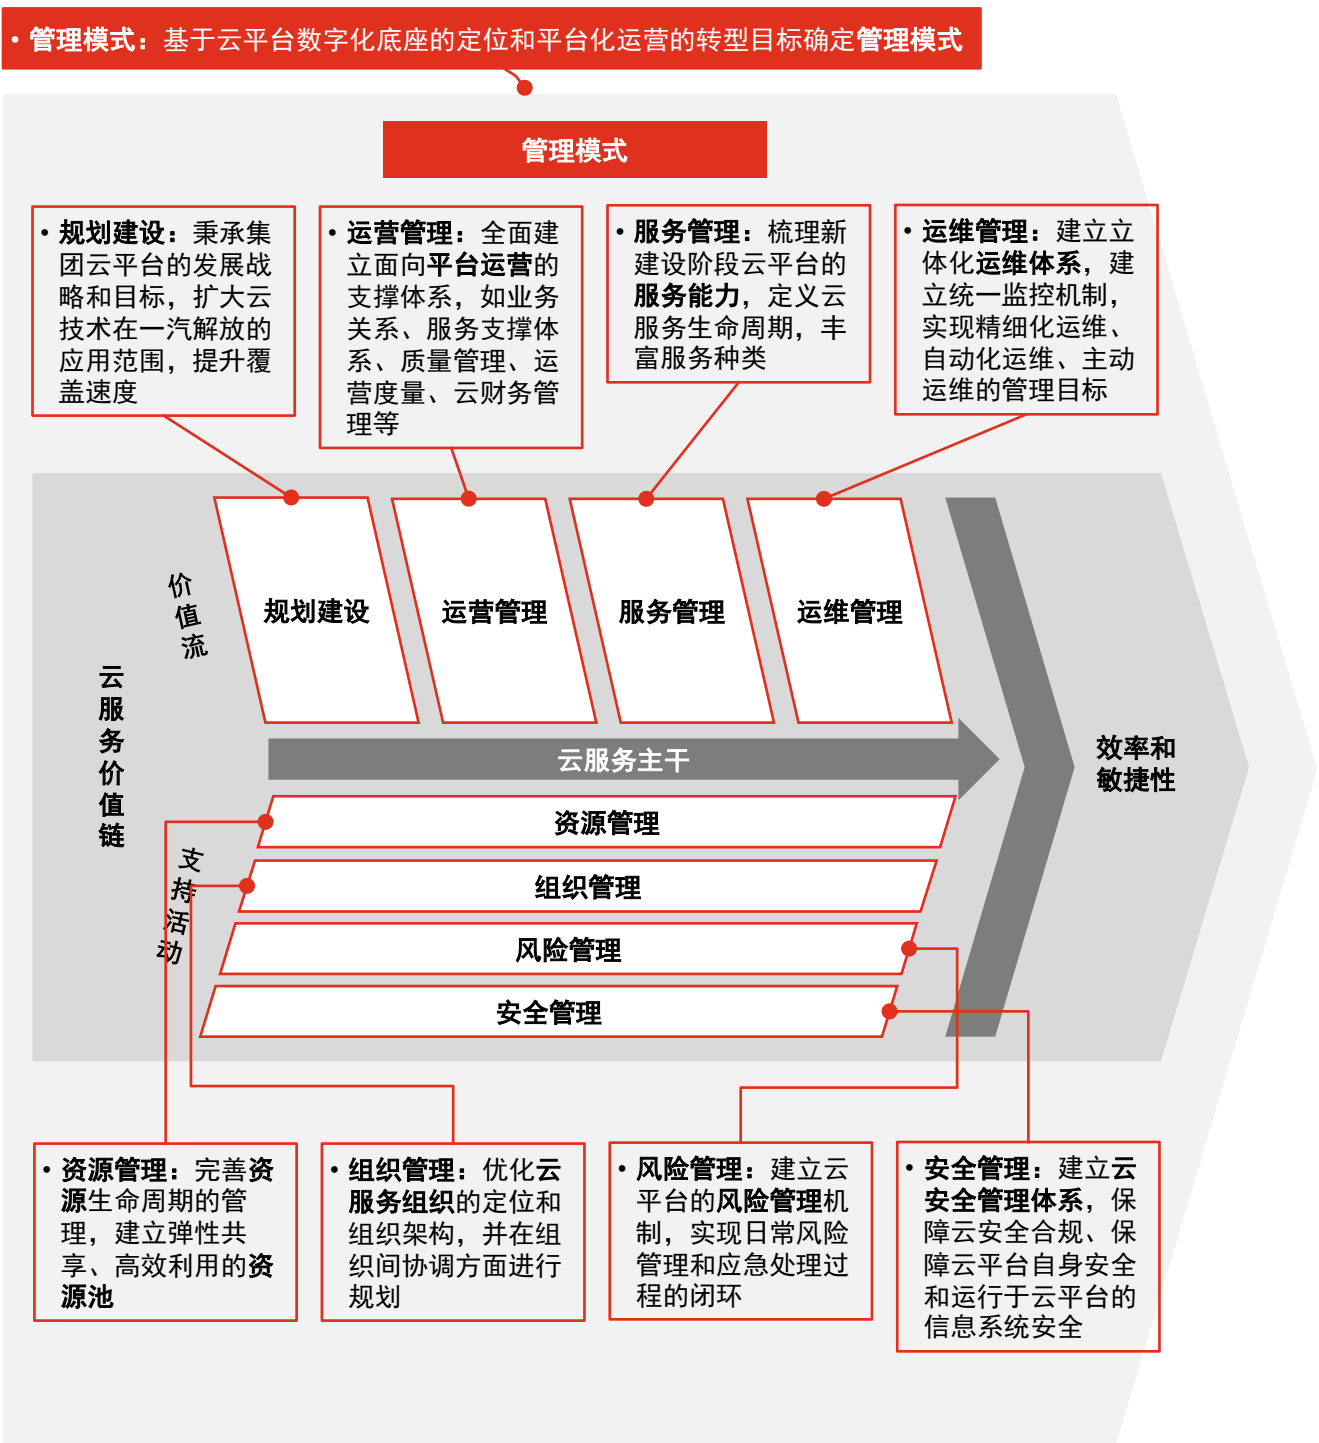 • 管理模式：基于云平台数字化底座的定位和平台化运营的转型目标确定管理模式
管理模式
• 规划建设：秉承集
团云平台的发展战
略和目标，扩大云
技术在一汽解放的
应用范围，提升覆
盖速度
• 运营管理：全面建
立面向平台运营的
支撑体系，如业务
关系、服务支撑体
系、质量管理、运
营度量、云财务管
理等
• 服务管理：梳理新
建设阶段云平台的
服务能力，定义云
服务生命周期，丰
富服务种类
• 运维管理：建立立
体化运维体系，建
立统一监控机制，
实现精细化运维、
自动化运维、主动
运维的管理目标
价值流
规划建设
运营管理
服务管理
运维管理
云服务价值链
云服务主干
效率和
敏捷性
支持活动
资源管理
组织管理
风险管理
安全管理
• 资源管理：完善资
源生命周期的管
理，建立弹性共
享、高效利用的资
源池
• 组织管理：优化云
服务组织的定位和
组织架构，并在组
织间协调方面进行
规划
• 风险管理：建立云
平台的风险管理机
制，实现日常风险
管理和应急处理过
程的闭环
• 安全管理：建立云
安全管理体系，保
障云安全合规、保
障云平台自身安全
和运行于云平台的
信息系统安全